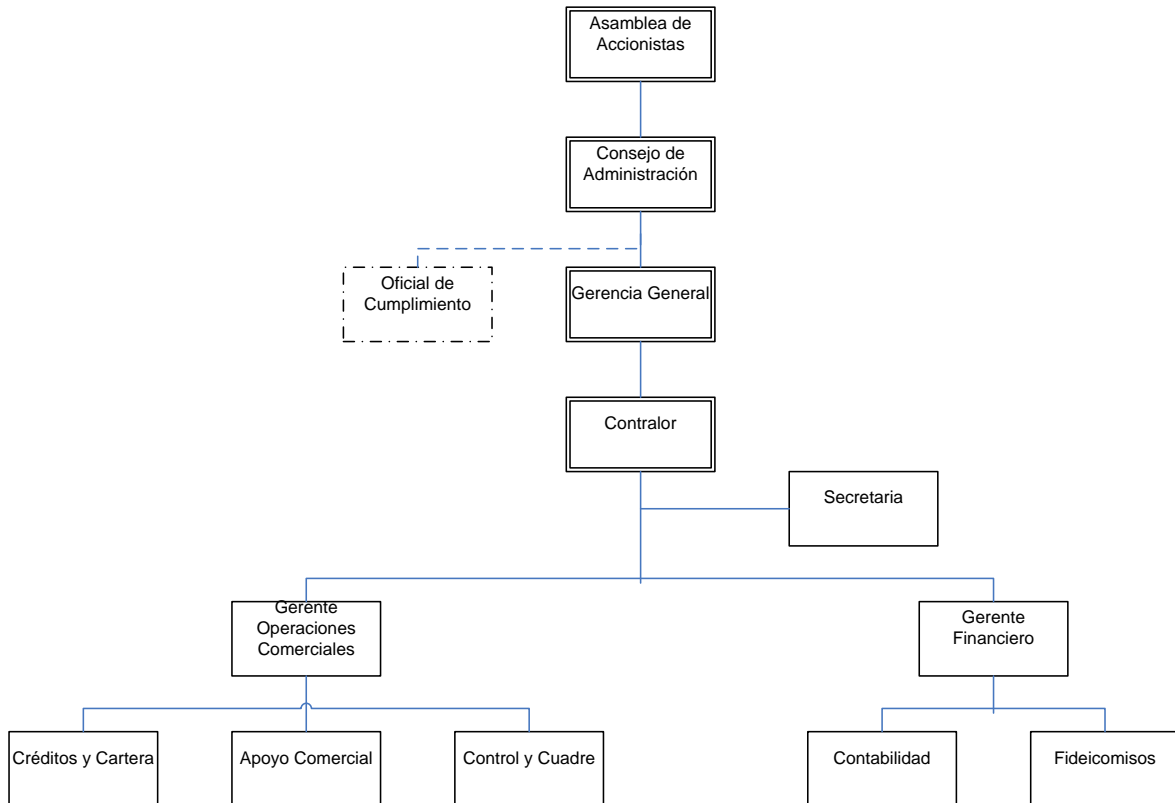 Asamblea de
Accionistas
Consejo de
Administración
Oficial de
Cumplimiento
Gerencia General
Contralor
Secretaria
Gerente
Operaciones
Comerciales
Gerente
Financiero
Créditos y Cartera
Apoyo Comercial
Control y Cuadre
Contabilidad
Fideicomisos